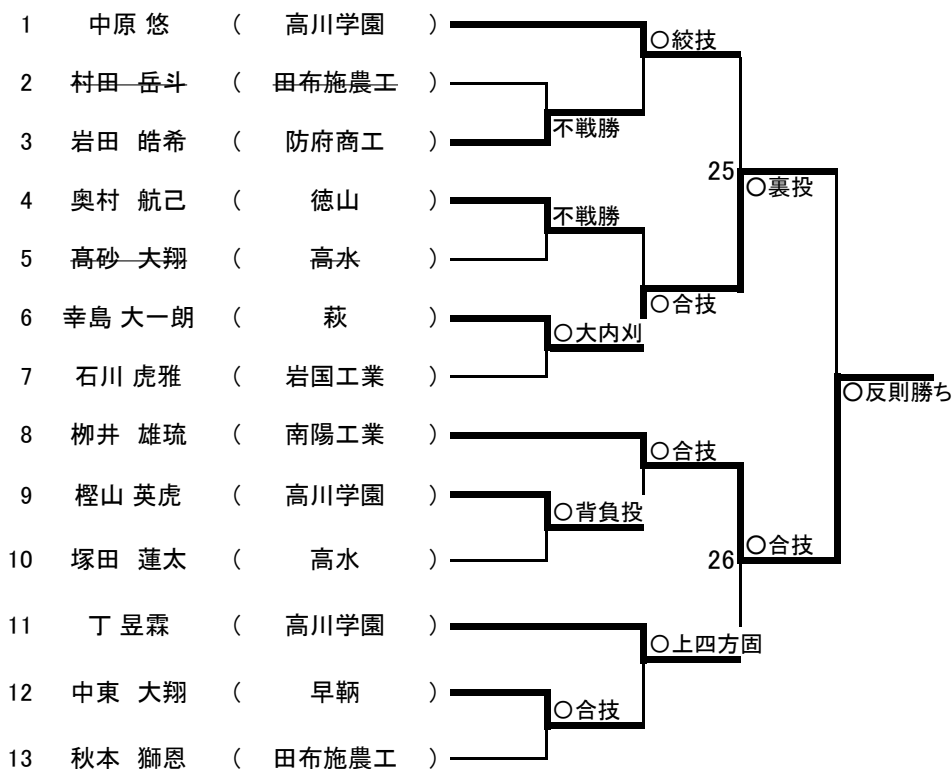 1 中原 悠 ( 高川学園 )
○絞技
2 村田 岳斗 ( 田布施農工 )
不戦勝
3 岩田 皓希 ( 防府商工 )
25
○裏投
4 奥村 航己 ( 徳山 )
不戦勝
5 髙砂 大翔 ( 高水 )
○合技
6 幸島 大一朗 ( 萩 )
○大内刈
7 石川 虎雅 ( 岩国工業 )
○反則勝ち
8 栁井 雄琉 ( 南陽工業 )
○合技
9 樫山 英虎 ( 高川学園 )
○背負投
10 塚田 蓮太 ( 高水 )
26
○合技
11 丁 昱霖 ( 高川学園 )
○上四方固
12 中東 大翔 ( 早鞆 )
○合技
13 秋本 獅恩 ( 田布施農工 )